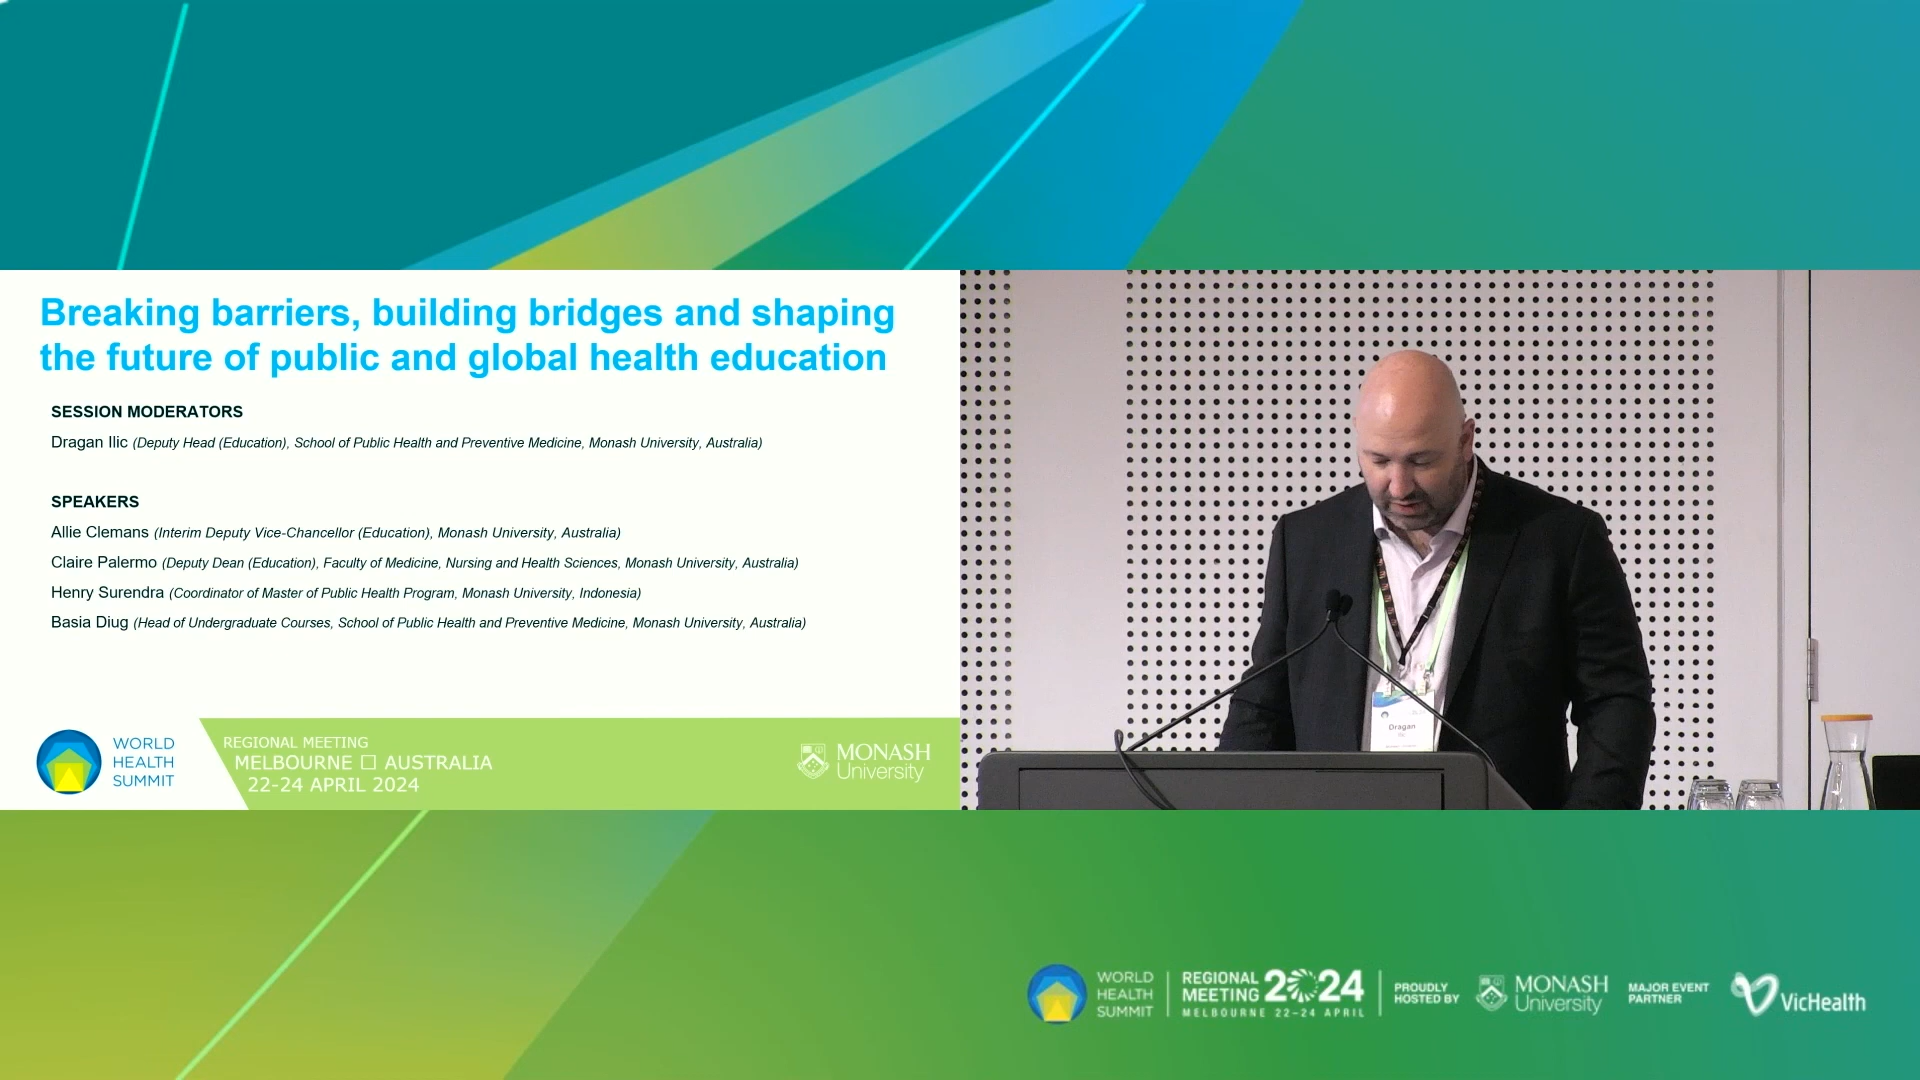 Breaking barriers, building bridges and shaping
the future of public and global health education
SESSION MODERATORS
Dragan Ilic (Deputy Head (Education), School of Public Health and Preventive Medicine, Monash University, Australia)
SPEAKERS
Allie Clemans (Interim Deputy Vice-Chancellor (Education), Monash University, Australia)
Claire Palermo (Deputy Dean (Education), Faculty of Medicine, Nursing and Health Sciences, Monash University, Australia)
Henry Surendra (Coordinator of Master of Public Health Program, Monash University, Indonesia)
Basia Diug (Head of Undergraduate Courses, School of Public Health and Preventive Medicine, Monash University, Australia)
WORLD
HEALTH
SUMMIT
REGIONAL MEETING
MELBOURNE □ AUSTRALIA
22-24 APRIL 2024
MONASH
University
Dragan
WORLD
HEALTH
SUMMIT
REGIONAL
MEETING 2024
MELBOURNE 22-24 APRIL
PROUDLY
HOSTED BY
MONASH
University
MAJOR EVENT
PARTNER
VicHealth